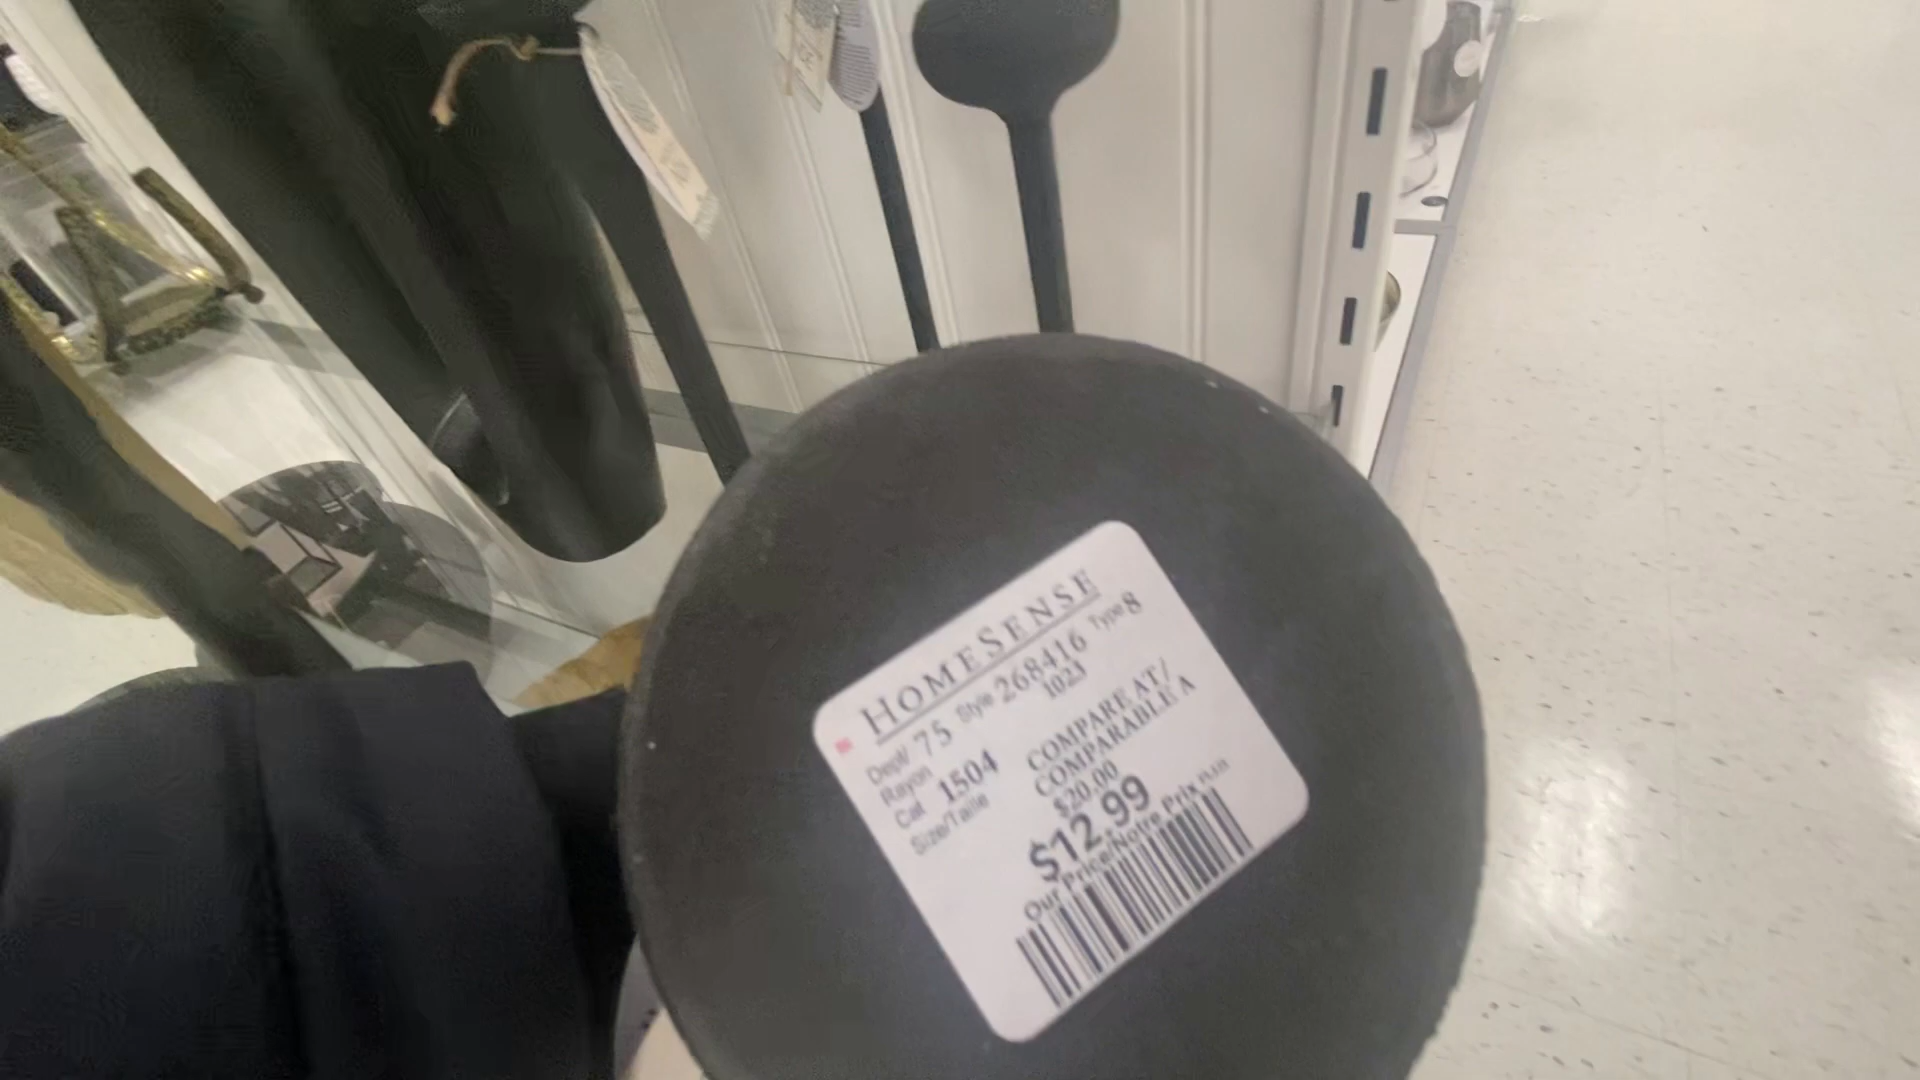 HOMESENSE
Dept/ Rayon 75 Style 268416 Type 8
1023
Cat 1504
Size/Taille
COMPARE AT/
COMPARABLE A
$20.00
$12.99
Our Price/Notre Prix